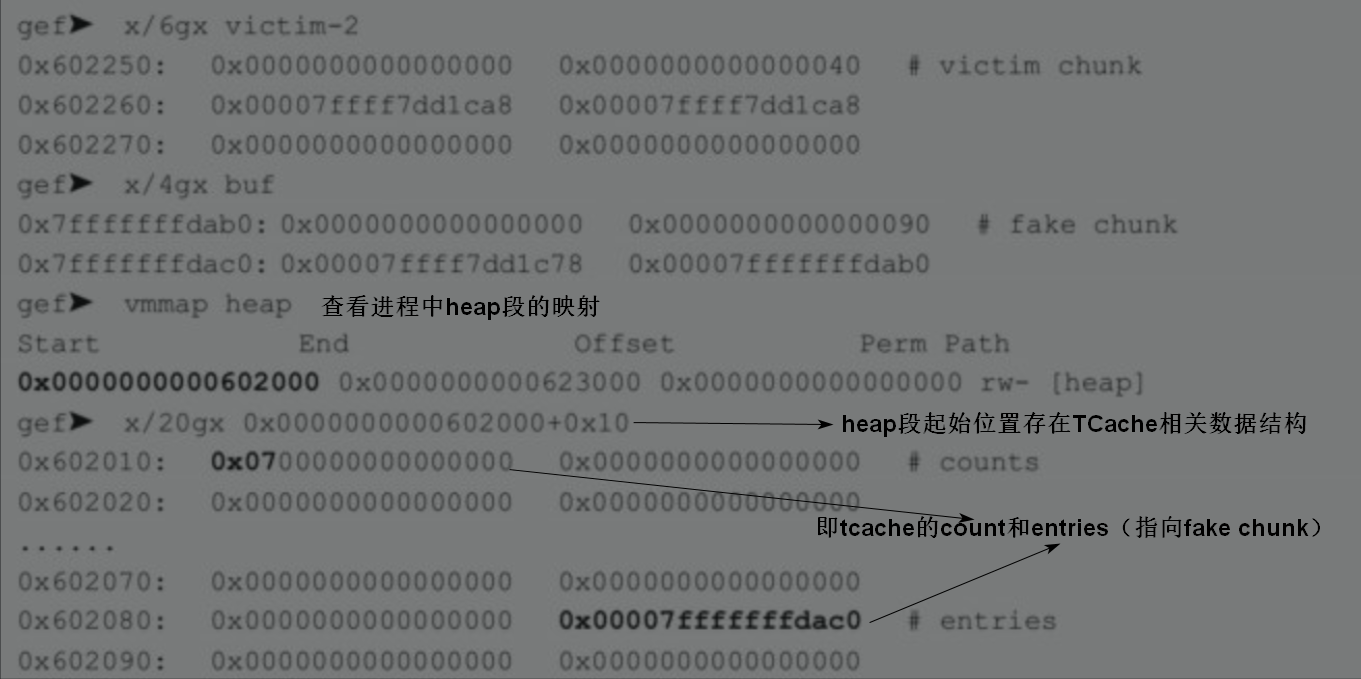 gef➤ x/6gx victim-2
0x602250: 0x0000000000000000 0x0000000000000040 # victim chunk
0x602260: 0x00007ffff7dd1ca8 0x00007ffff7dd1ca8
0x602270: 0x0000000000000000 0x0000000000000000
gef➤ x/4gx buf
0x7fffffffdab0: 0x0000000000000000 0x0000000000000090 # fake chunk
0x7fffffffdac0: 0x00007ffff7dd1c78 0x00007fffffffdab0
gef➤ vmmap heap 查看进程中heap段的映射
Start End Offset Perm Path
0x0000000000602000 0x0000000000623000 0x0000000000000000 rw- [heap]
gef➤ x/20gx 0x0000000000602000+0x10 heap段起始位置存在TCache相关数据结构
0x602010: 0x0700000000000000 0x0000000000000000 # counts
0x602020: 0x0000000000000000 0x0000000000000000
即tcache的count和entries（指向fake chunk）
......
0x602070: 0x0000000000000000 0x0000000000000000
0x602080: 0x0000000000000000 0x00007fffffffdac0 # entries
0x602090: 0x0000000000000000 0x0000000000000000